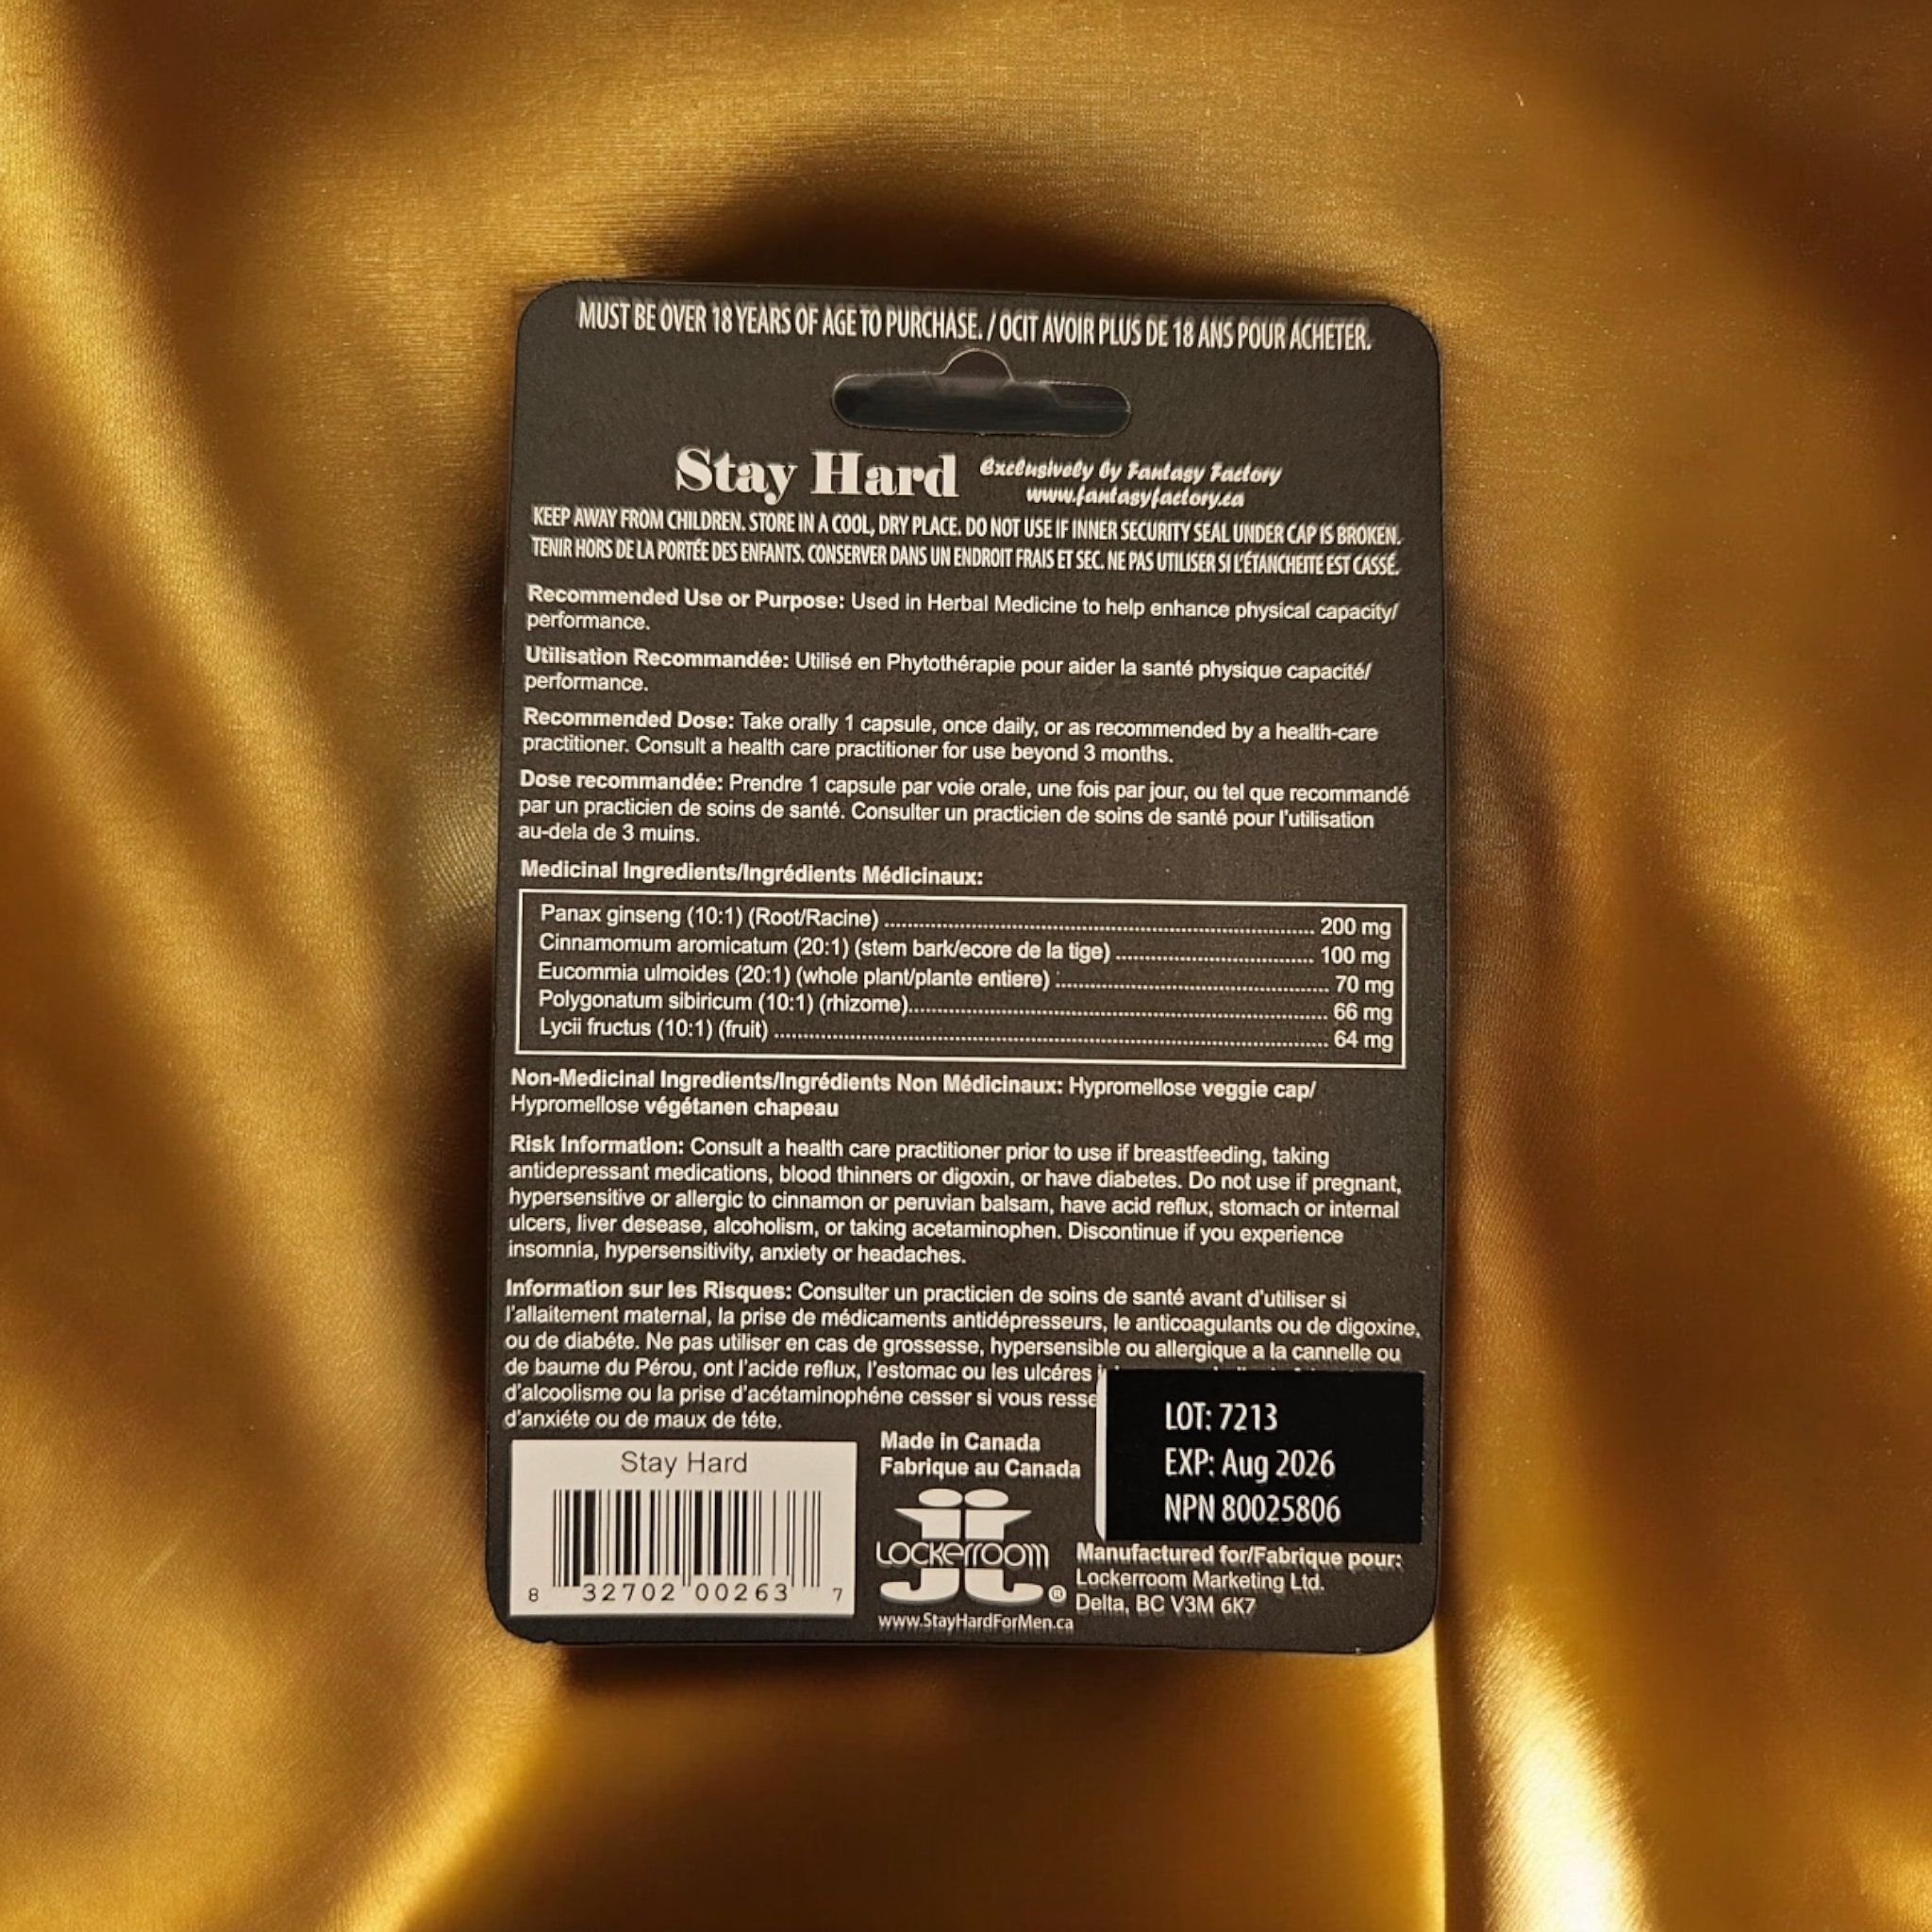 MUST BE OVER 18 YEARS OF AGE TO PURCHASE. / OCIT AVOIR PLUS DE 18 ANS POUR ACHETER.
Stay Hard
Exclusively by Fantasy Factory
www.fantasyfactory.ca
KEEP AWAY FROM CHILDREN. STORE IN A COOL, DRY PLACE. DO NOT USE IF INNER SECURITY SEAL UNDER CAP IS BROKEN.
TENIR HORS DE LA PORTÉE DES ENFANTS. CONSERVER DANS UN ENDROIT FRAIS ET SEC. NE PAS UTILISER SI L'ÉTANCHEITE EST CASSÉ.
Recommended Use or Purpose: Used in Herbal Medicine to help enhance physical capacity/
performance.
Utilisation Recommandée: Utilisé en Phytothérapie pour aider la santé physique capacité/
performance.
Recommended Dose: Take orally 1 capsule, once daily, or as recommended by a health-care
practitioner. Consult a health care practitioner for use beyond 3 months.
Dose recommandée: Prendre 1 capsule par voie orale, une fois par jour, ou tel que recommandé
par un practicien de soins de santé. Consulter un practicien de soins de santé pour l'utilisation
au-dela de 3 muins.
Medicinal Ingredients/Ingrédients Médicinaux:
Panax ginseng (10:1) (Root/Racine) ........ 200 mg
Cinnamomum aromicatum (20:1) (stem bark/ecore de la tige) ........ 100 mg
Eucommia ulmoides (20:1) (whole plant/plante entiere) ........ 70 mg
Polygonatum sibiricum (10:1) (rhizome)........ 66 mg
Lycii fructus (10:1) (fruit) ........ 64 mg
Non-Medicinal Ingredients/Ingrédients Non Médicinaux: Hypromellose veggie cap/
Hypromellose végétanen chapeau
Risk Information: Consult a health care practitioner prior to use if breastfeeding, taking
antidepressant medications, blood thinners or digoxin, or have diabetes. Do not use if pregnant,
hypersensitive or allergic to cinnamon or peruvian balsam, have acid reflux, stomach or internal
ulcers, liver desease, alcoholism, or taking acetaminophen. Discontinue if you experience
insomnia, hypersensitivity, anxiety or headaches.
Information sur les Risques: Consulter un practicien de soins de santé avant d'utiliser si
l'allaitement maternal, la prise de médicaments antidépresseurs, le anticoagulants ou de digoxine,
ou de diabéte. Ne pas utiliser en cas de grossesse, hypersensible ou allergique a la cannelle ou
de baume du Pérou, ont l'acide reflux, l'estomac ou les ulcéres
d'alcoolisme ou la prise d'acétaminophéne cesser si vous resse
d'anxiéte ou de maux de téte.
Stay Hard
8 32702 00263 7
Made in Canada
Fabrique au Canada
Lockerroom ®
www.StayHardForMen.ca
LOT: 7213
EXP: Aug 2026
NPN 80025806
Manufactured for/Fabrique pour:
Lockerroom Marketing Ltd.
Delta, BC V3M 6K7